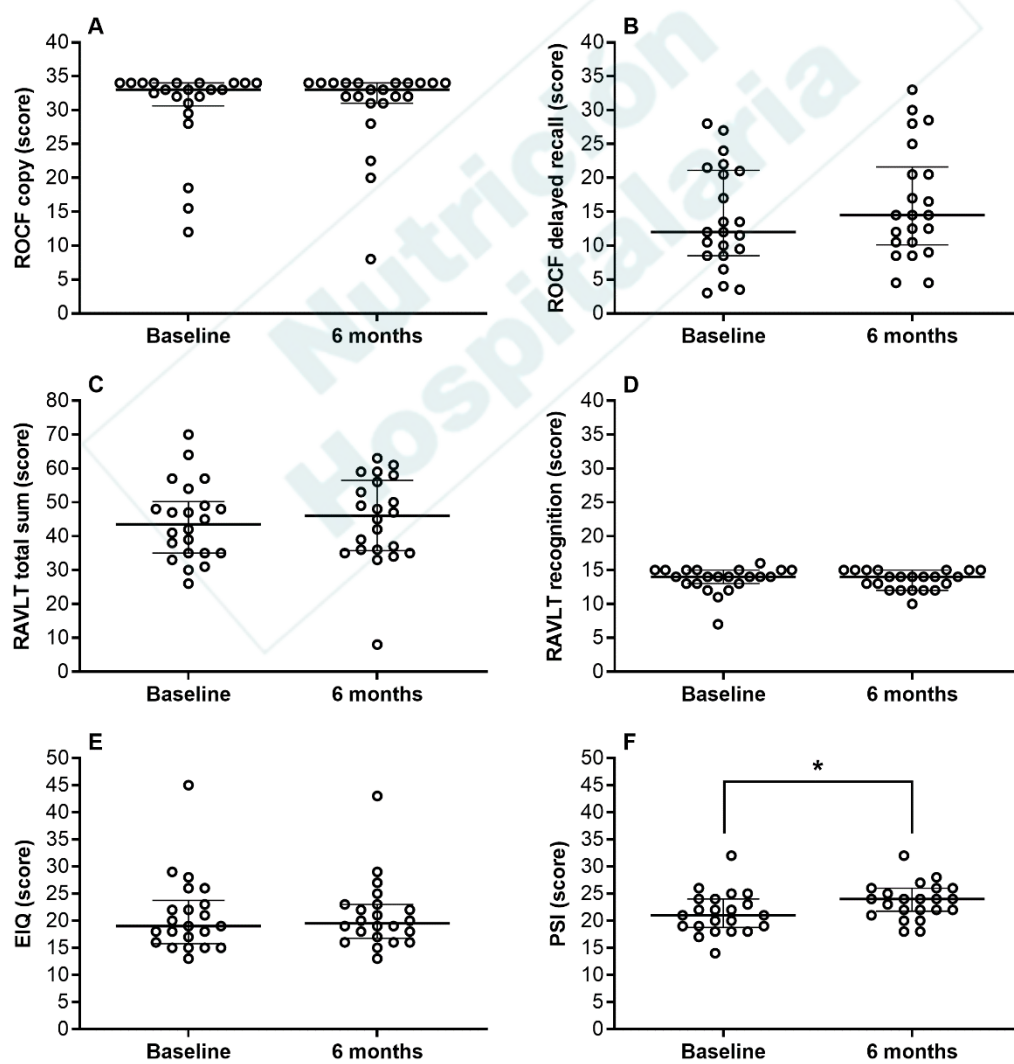 A
ROCF copy (score)
40
35
30
25
20
15
10
5
0
Baseline
6 months
B
ROCF delayed recall (score)
40
35
30
25
20
15
10
5
0
Baseline
6 months
C
RAVLT total sum (score)
80
70
60
50
40
30
20
10
0
Baseline
6 months
D
RAVLT recognition (score)
40
35
30
25
20
15
10
5
0
Baseline
6 months
E
EIQ (score)
50
45
40
35
30
25
20
15
10
5
0
Baseline
6 months
F
PSI (score)
50
45
40
35
30
25
20
15
10
5
0
*
Baseline
6 months
Nutrición
Hospitalaria